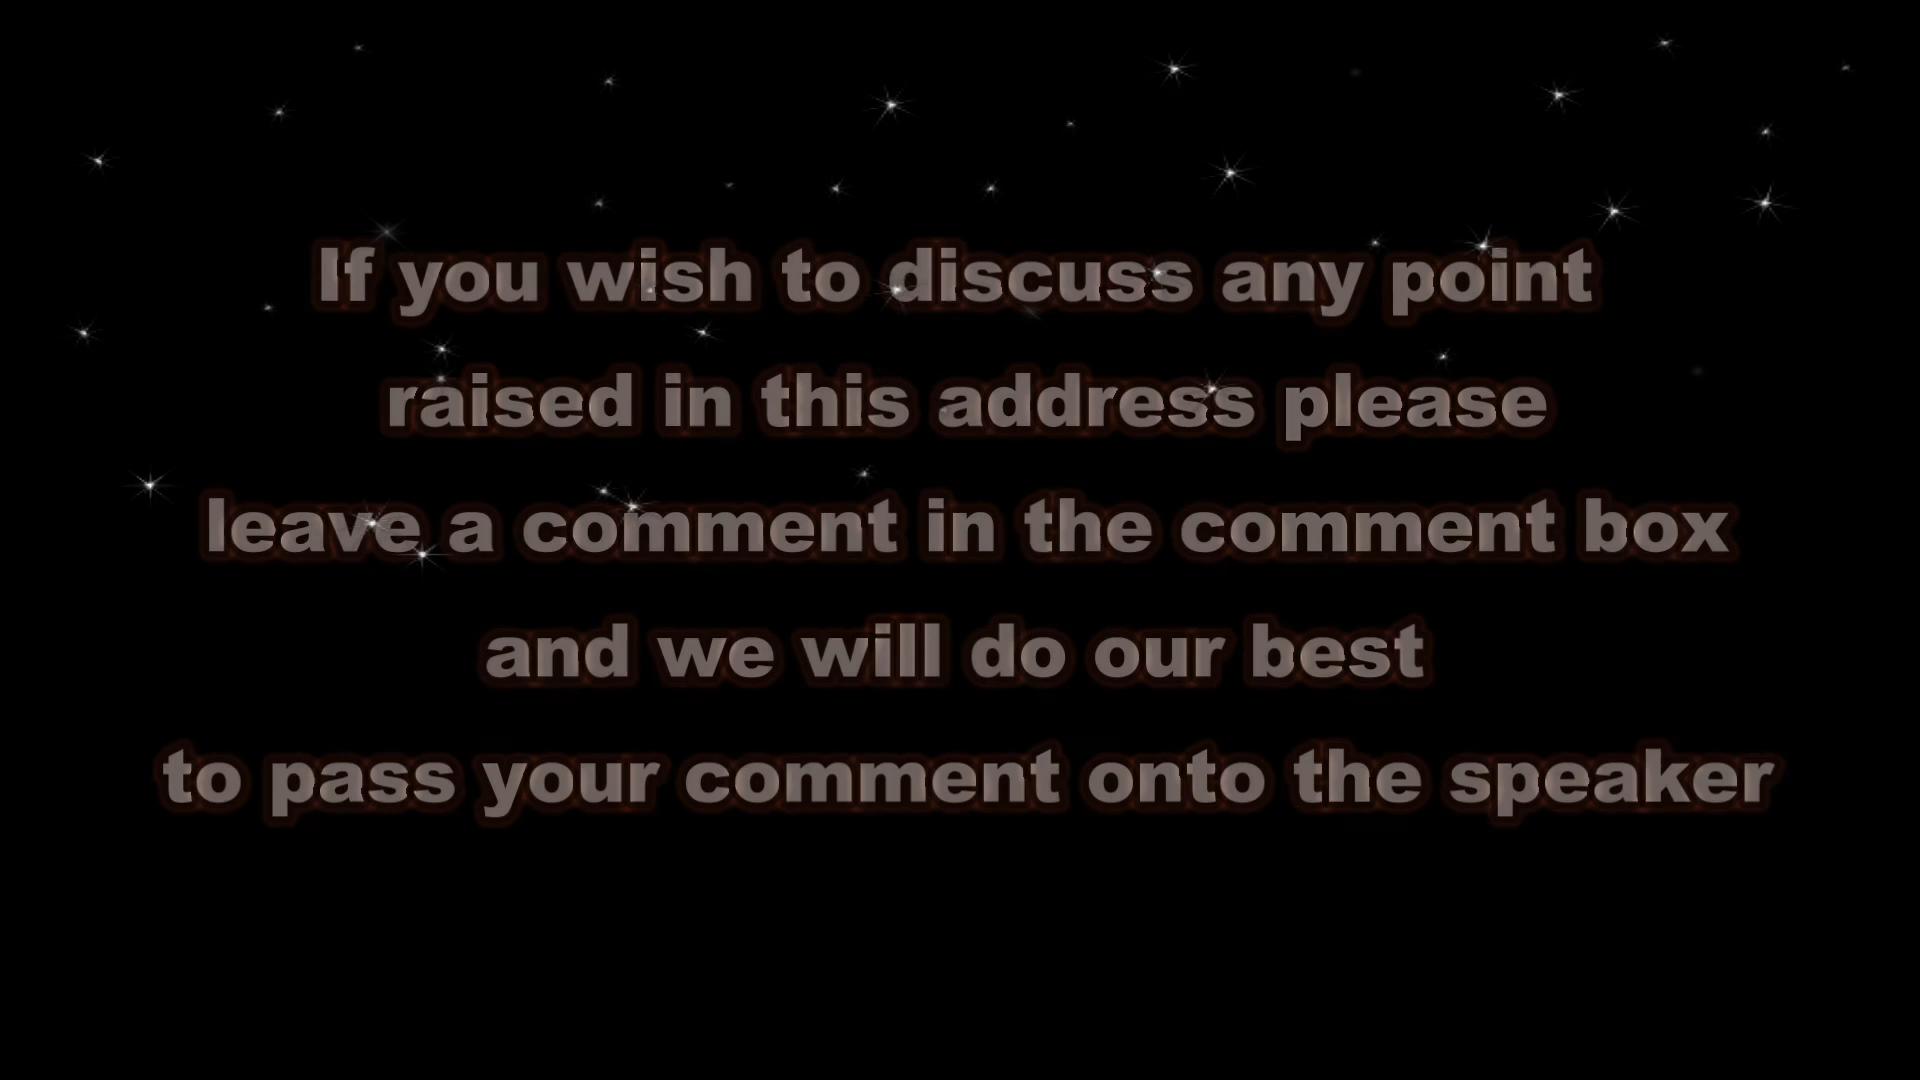 If you wish to discuss any point
raised in this address please
leave a comment in the comment box
and we will do our best
to pass your comment onto the speaker